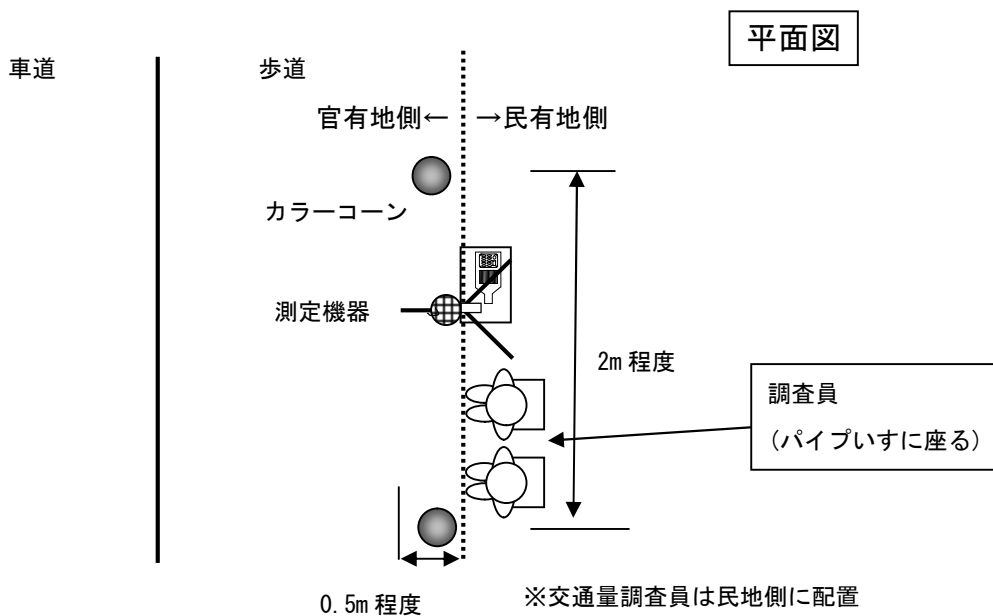 平面図
車道
歩道
官有地側← →民有地側
カラーコーン
測定機器
2m 程度
調査員
(パイプいすに座る)
0.5m 程度
※交通量調査員は民地側に配置